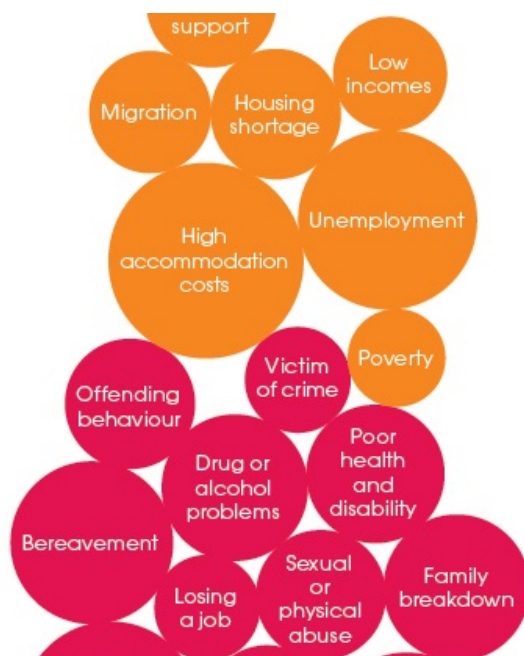 support
Migration
Housing
shortage
Low
incomes
High
accommodation
costs
Unemployment
Poverty
Offending
behaviour
Victim
of crime
Drug or
alcohol
problems
Poor
health
and
disability
Bereavement
Losing
a job
Sexual
or
physical
abuse
Family
breakdown